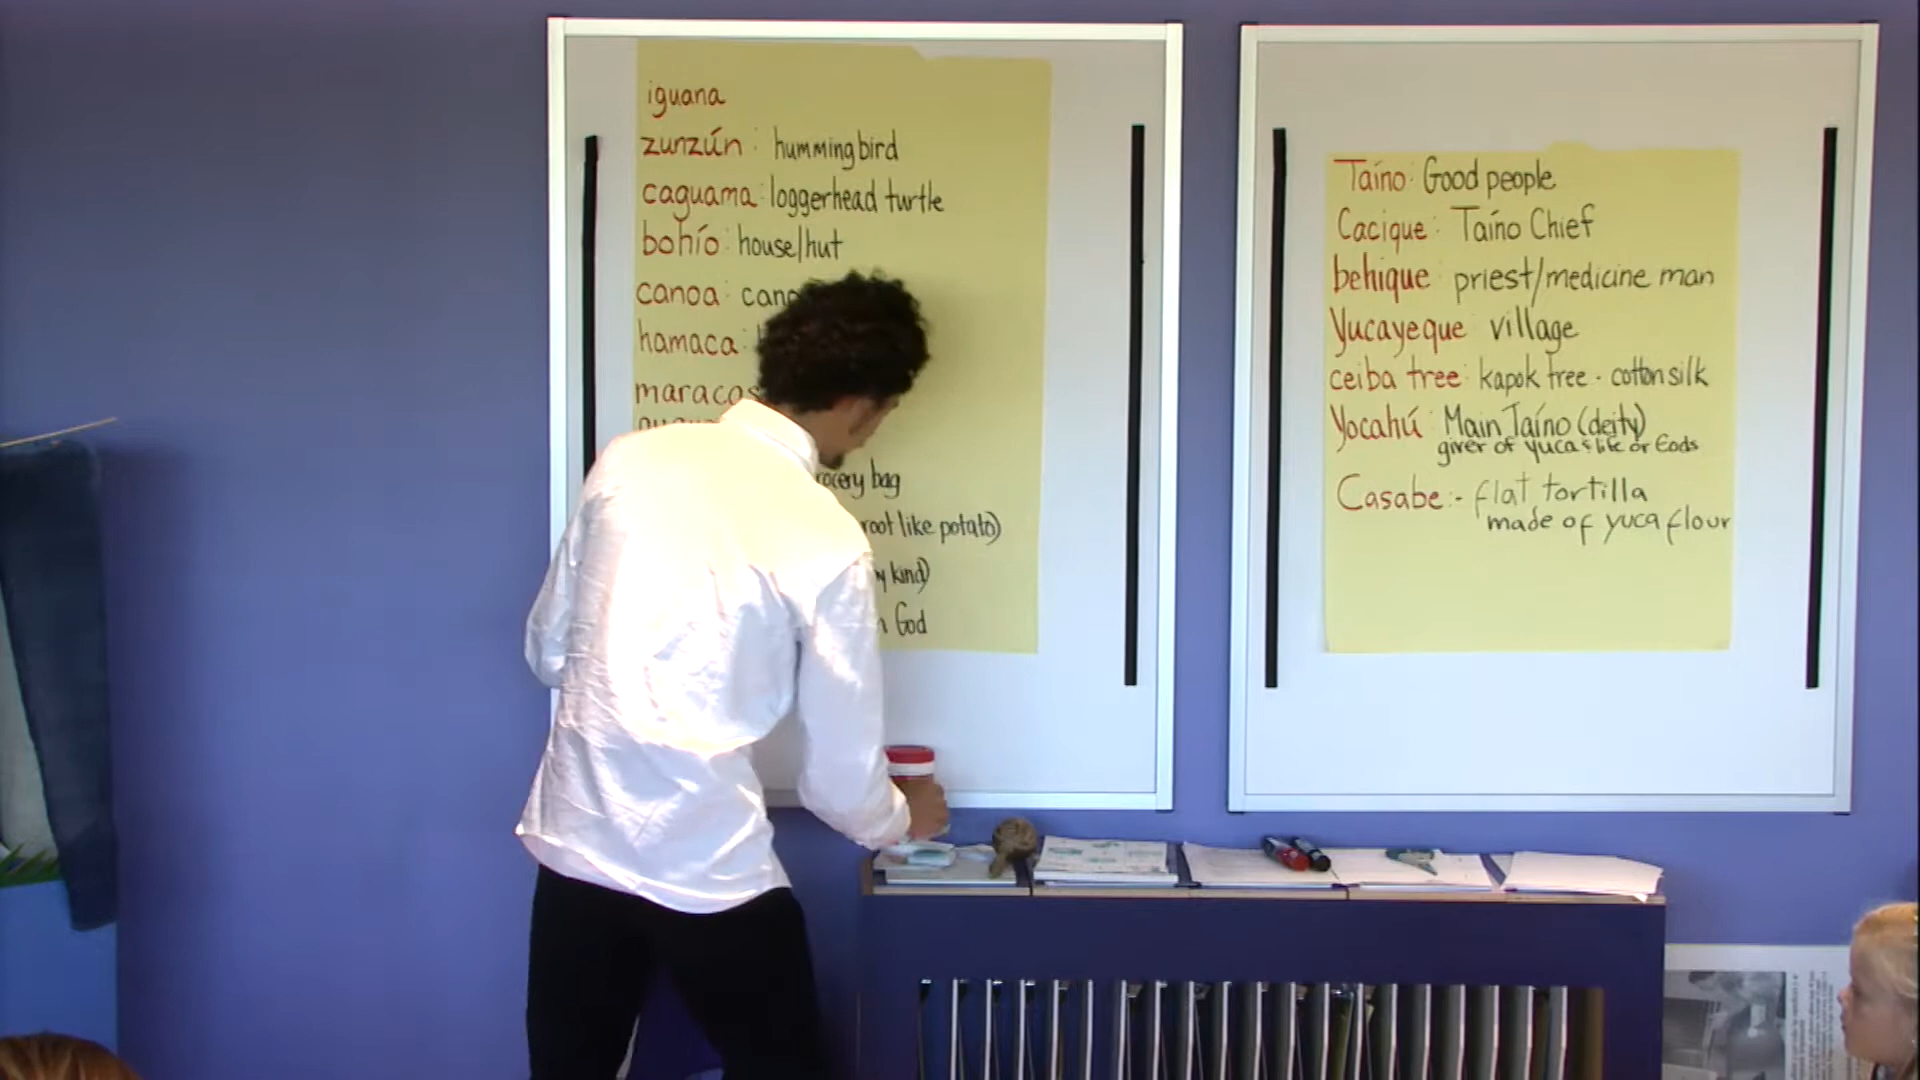 iguana
zunzún: hummingbird
caguama: loggerhead turtle
bohío: house/hut
canoa:
hamaca:
maracas
bag
root like potato)
kind)
God
Taíno: Good people
Cacique: Taíno Chief
behique: priest/medicine man
Yucayeque village
ceiba tree: kapok tree - cotton silk
Yocahú: Main Taíno (deity)
giver of yuca & life or Gods
Casabe:- flat tortilla
made of yuca flour